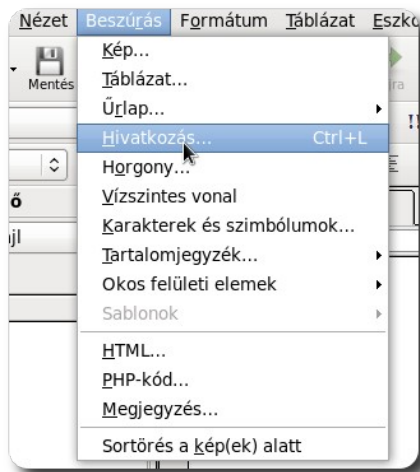 Nézet Beszúrás Formátum Táblázat
Mentés
Kép...
Táblázat...
Űrlap...
Hivatkozás... Ctrl+L
Horgony...
Vízszintes vonal
Karakterek és szimbólumok...
Tartalomjegyzék...
Okos felületi elemek
Sablonok
HTML...
PHP-kód...
Megjegyzés...
Sortörés a kép(ek) alatt